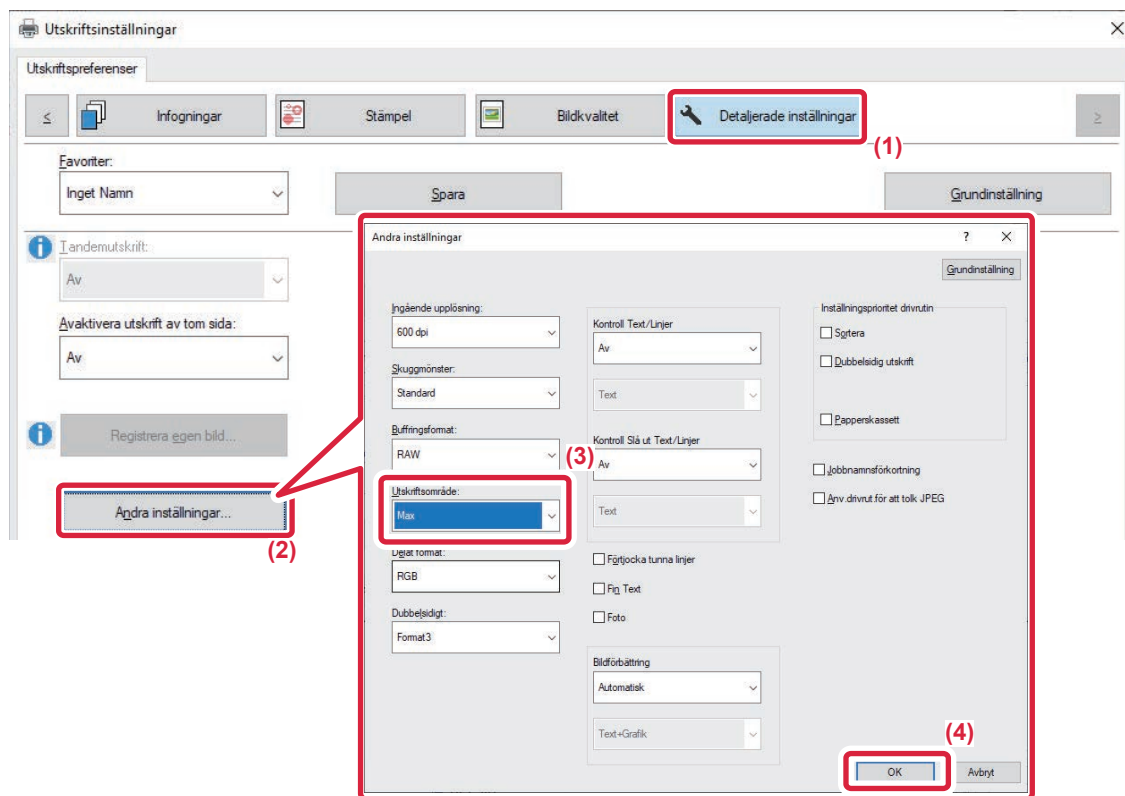 Utskriftsinställningar
Utskriftspreferenser
<
Infogningar
Stämpel
Bildkvalitet
Detaljerade inställningar
>
(1)
Favoriter:
Inget Namn
Spara
Grundinställning
Tandemutskrift:
Av
Avaktivera utskrift av tom sida:
Av
Registrera egen bild...
Andra inställningar...
(2)
Andra inställningar
?
Grundinställning
Ingående upplösning:
600 dpi
Skuggmönster:
Standard
Buffringsformat:
RAW
(3)
Utskriftsområde:
Max
Delat format:
RGB
Dubbelsidigt:
Format3
Kontroll Text/Linjer
Av
Text
Kontroll Slå ut Text/Linjer
Av
Text
Förtjocka tunna linjer
Fin Text
Foto
Bildförbättring
Automatisk
Text+Grafik
Inställningsprioritet drivrutin
Sortera
Dubbelsidig utskrift
Papperskassett
Jobbnamnsförkortning
Anv.drivrut för att tolk JPEG
(4)
OK
Avbryt